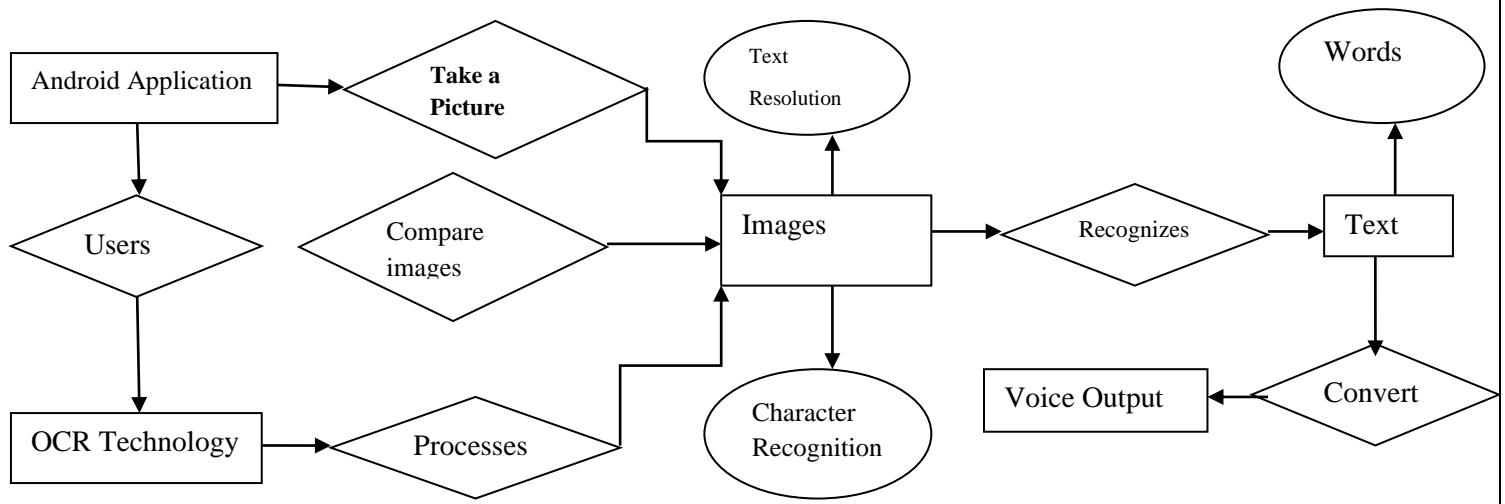 Android Application
Take a
Picture
Text
Resolution
Words
Users
Compare
images
Images
Recognizes
Text
OCR Technology
Processes
Character
Recognition
Voice Output
Convert